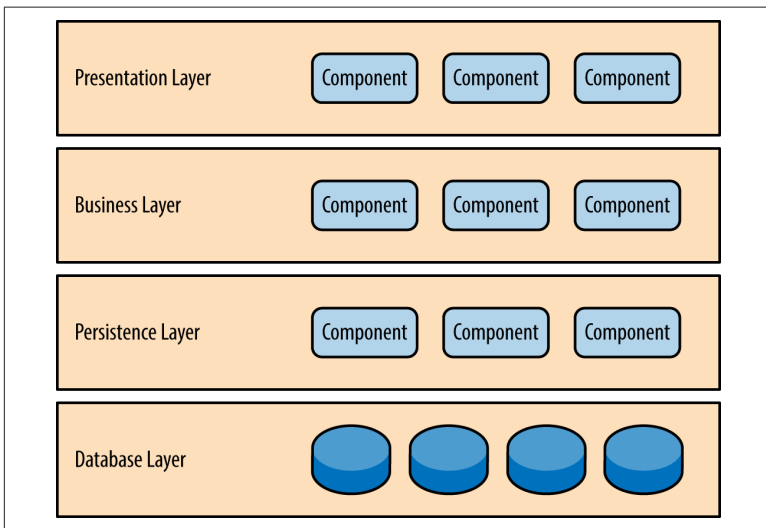 Presentation Layer Component Component Component
Business Layer Component Component Component
Persistence Layer Component Component Component
Database Layer